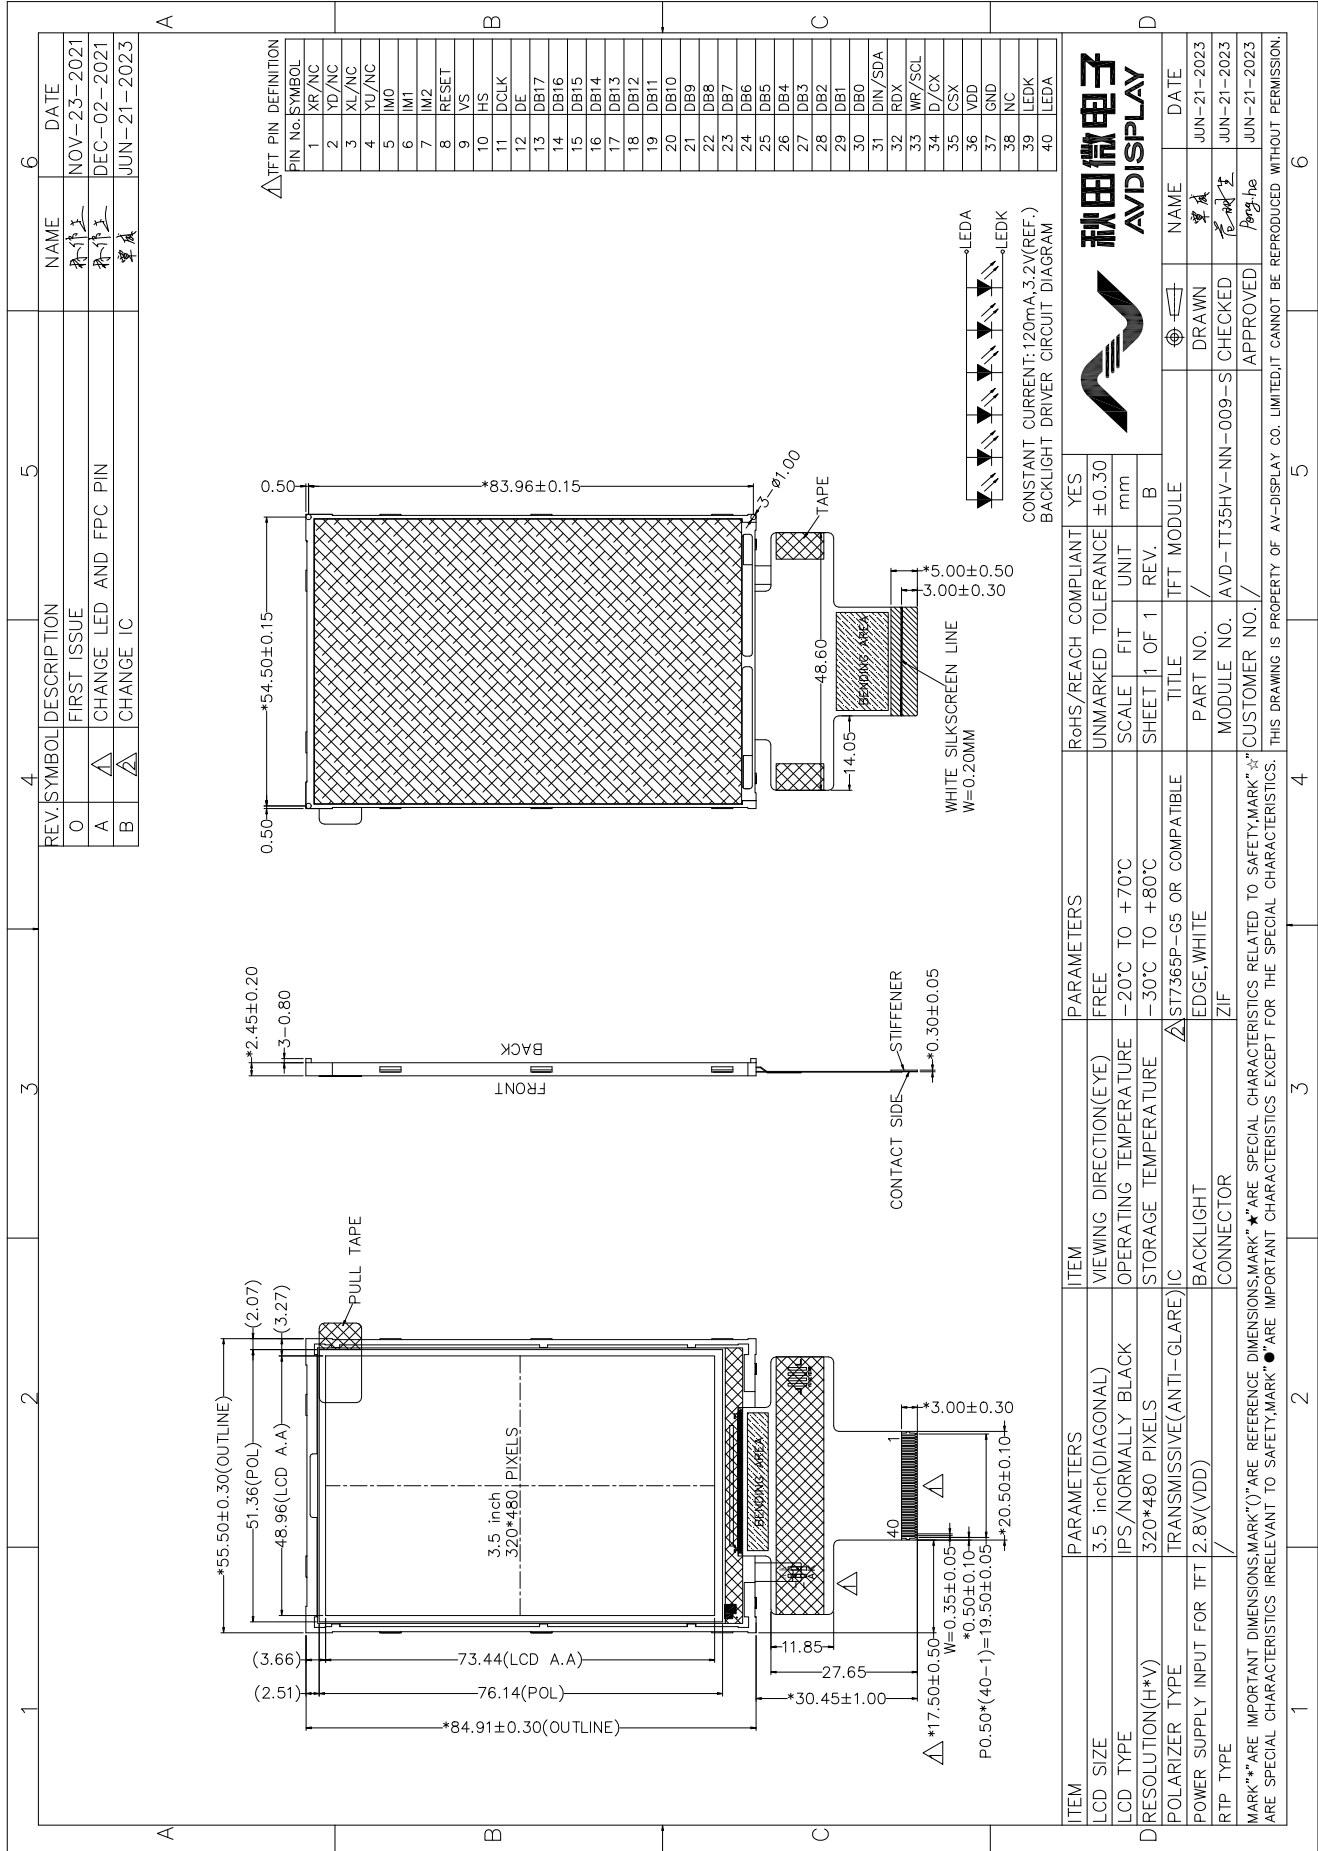 1
2
3
4
5
6
A
B
C
D
REV.SYMBOL DESCRIPTION NAME DATE
0 FIRST ISSUE NOV-23-2021
A 1 CHANGE LED AND FPC PIN DEC-02-2021
B 2 CHANGE IC JUN-21-2023
*55.50±0.30(OUTLINE)
51.36(POL)
(2.07)
48.96(LCD A.A)
(3.27)
PULL TAPE
(3.66)
73.44(LCD A.A)
(2.51)
76.14(POL)
*84.91±0.30(OUTLINE)
3.5 inch
320*480 PIXELS
BENDING AREA
11.85
27.65
*30.45±1.00
1
40
1
1
*3.00±0.30
1 *17.50±0.50
W=0.35±0.05
*0.50±0.10
P0.50*(40-1)=19.50±0.05
*20.50±0.10
*2.45±0.20
3-0.80
FRONT
BACK
CONTACT SIDE
STIFFENER
*0.30±0.05
0.50
*54.50±0.15
0.50
*83.96±0.15
3-Ø1.00
TAPE
48.60
14.05
BENDING AREA
*5.00±0.50
3.00±0.30
WHITE SILKSCREEN LINE
W=0.20MM
1 TFT PIN DEFINITION
PIN No. SYMBOL
1 XR/NC
2 YD/NC
3 XL/NC
4 YU/NC
5 IM0
6 IM1
7 IM2
8 RESET
9 VS
10 HS
11 DCLK
12 DE
13 DB17
14 DB16
15 DB15
16 DB14
17 DB13
18 DB12
19 DB11
20 DB10
21 DB9
22 DB8
23 DB7
24 DB6
25 DB5
26 DB4
27 DB3
28 DB2
29 DB1
30 DB0
31 DIN/SDA
32 RDX
33 WR/SCL
34 D/CX
35 CSX
36 VDD
37 GND
38 NC
39 LEDK
40 LEDA
LEDA
LEDK
CONSTANT CURRENT:120mA,3.2V(REF.)
BACKLIGHT DRIVER CIRCUIT DIAGRAM
ITEM PARAMETERS ITEM PARAMETERS
LCD SIZE 3.5 inch(DIAGONAL) VIEWING DIRECTION(EYE) FREE
LCD TYPE IPS/NORMALLY BLACK OPERATING TEMPERATURE -20°C TO +70°C
RESOLUTION(H*V) 320*480 PIXELS STORAGE TEMPERATURE -30°C TO +80°C
POLARIZER TYPE TRANSMISSIVE(ANTI-GLARE) IC 2 ST7365P-G5 OR COMPATIBLE
POWER SUPPLY INPUT FOR TFT 2.8V(VDD) BACKLIGHT EDGE,WHITE
RTP TYPE / CONNECTOR ZIF
RoHS/REACH COMPLIANT YES
UNMARKED TOLERANCE ±0.30
SCALE FIT UNIT mm
SHEET 1 OF 1 REV. B
TITLE TFT MODULE
PART NO. /
MODULE NO. AVD-TT35HV-NN-009-S
CUSTOMER NO. /
秋田微电子
AVDISPLAY
NAME DATE
DRAWN JUN-21-2023
CHECKED JUN-21-2023
APPROVED Peng.he JUN-21-2023
MARK"*"ARE IMPORTANT DIMENSIONS,MARK"()"ARE REFERENCE DIMENSIONS,MARK"★"ARE SPECIAL CHARACTERISTICS RELATED TO SAFETY,MARK"☆"
ARE SPECIAL CHARACTERISTICS IRRELEVANT TO SAFETY,MARK"●"ARE IMPORTANT CHARACTERISTICS EXCEPT FOR THE SPECIAL CHARACTERISTICS.
THIS DRAWING IS PROPERTY OF AV-DISPLAY CO. LIMITED,IT CANNOT BE REPRODUCED WITHOUT PERMISSION.
1
2
3
4
5
6
A
B
C
D